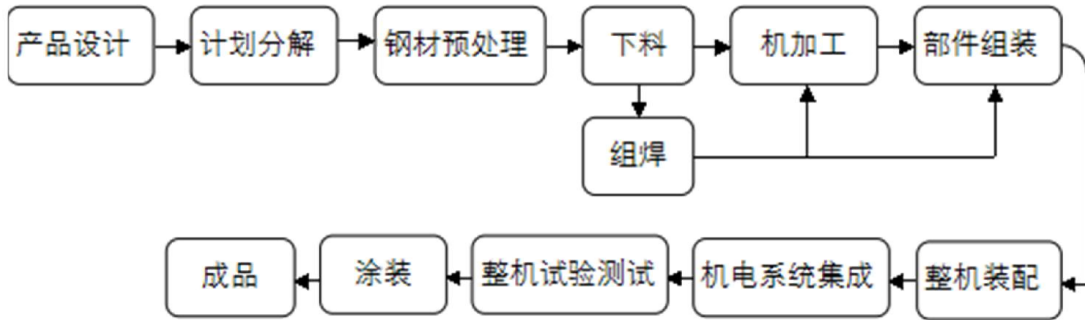 产品设计
计划分解
钢材预处理
下料
机加工
部件组装
组焊
成品
涂装
整机试验测试
机电系统集成
整机装配